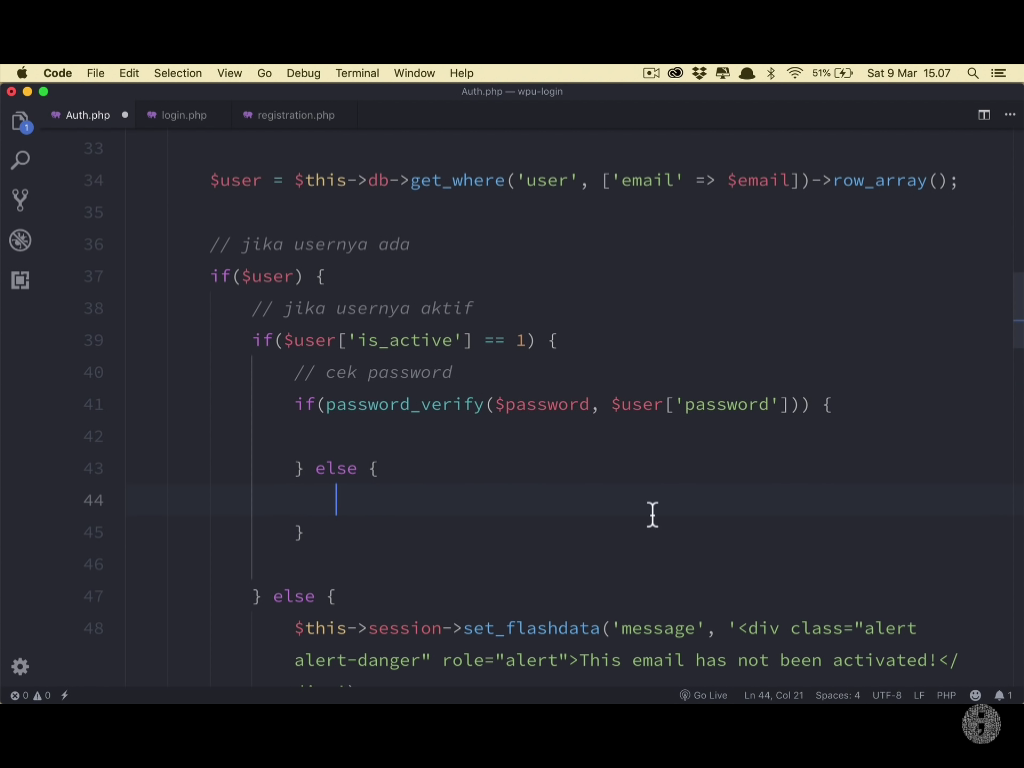 Code File Edit Selection View Go Debug Terminal Window Help 51% Sat 9 Mar 15.07
Auth.php — wpu-login
Auth.php login.php registration.php
1
33
34 $user = $this->db->get_where('user', ['email' => $email])->row_array();
35
36 // jika usernya ada
37 if($user) {
38 // jika usernya aktif
39 if($user['is_active'] == 1) {
40 // cek password
41 if(password_verify($password, $user['password'])) {
42
43 } else {
44
45 }
46
47 } else {
48 $this->session->set_flashdata('message', '<div class="alert
alert-danger" role="alert">This email has not been activated!</
0 0 Go Live Ln 44, Col 21 Spaces: 4 UTF-8 LF PHP 1